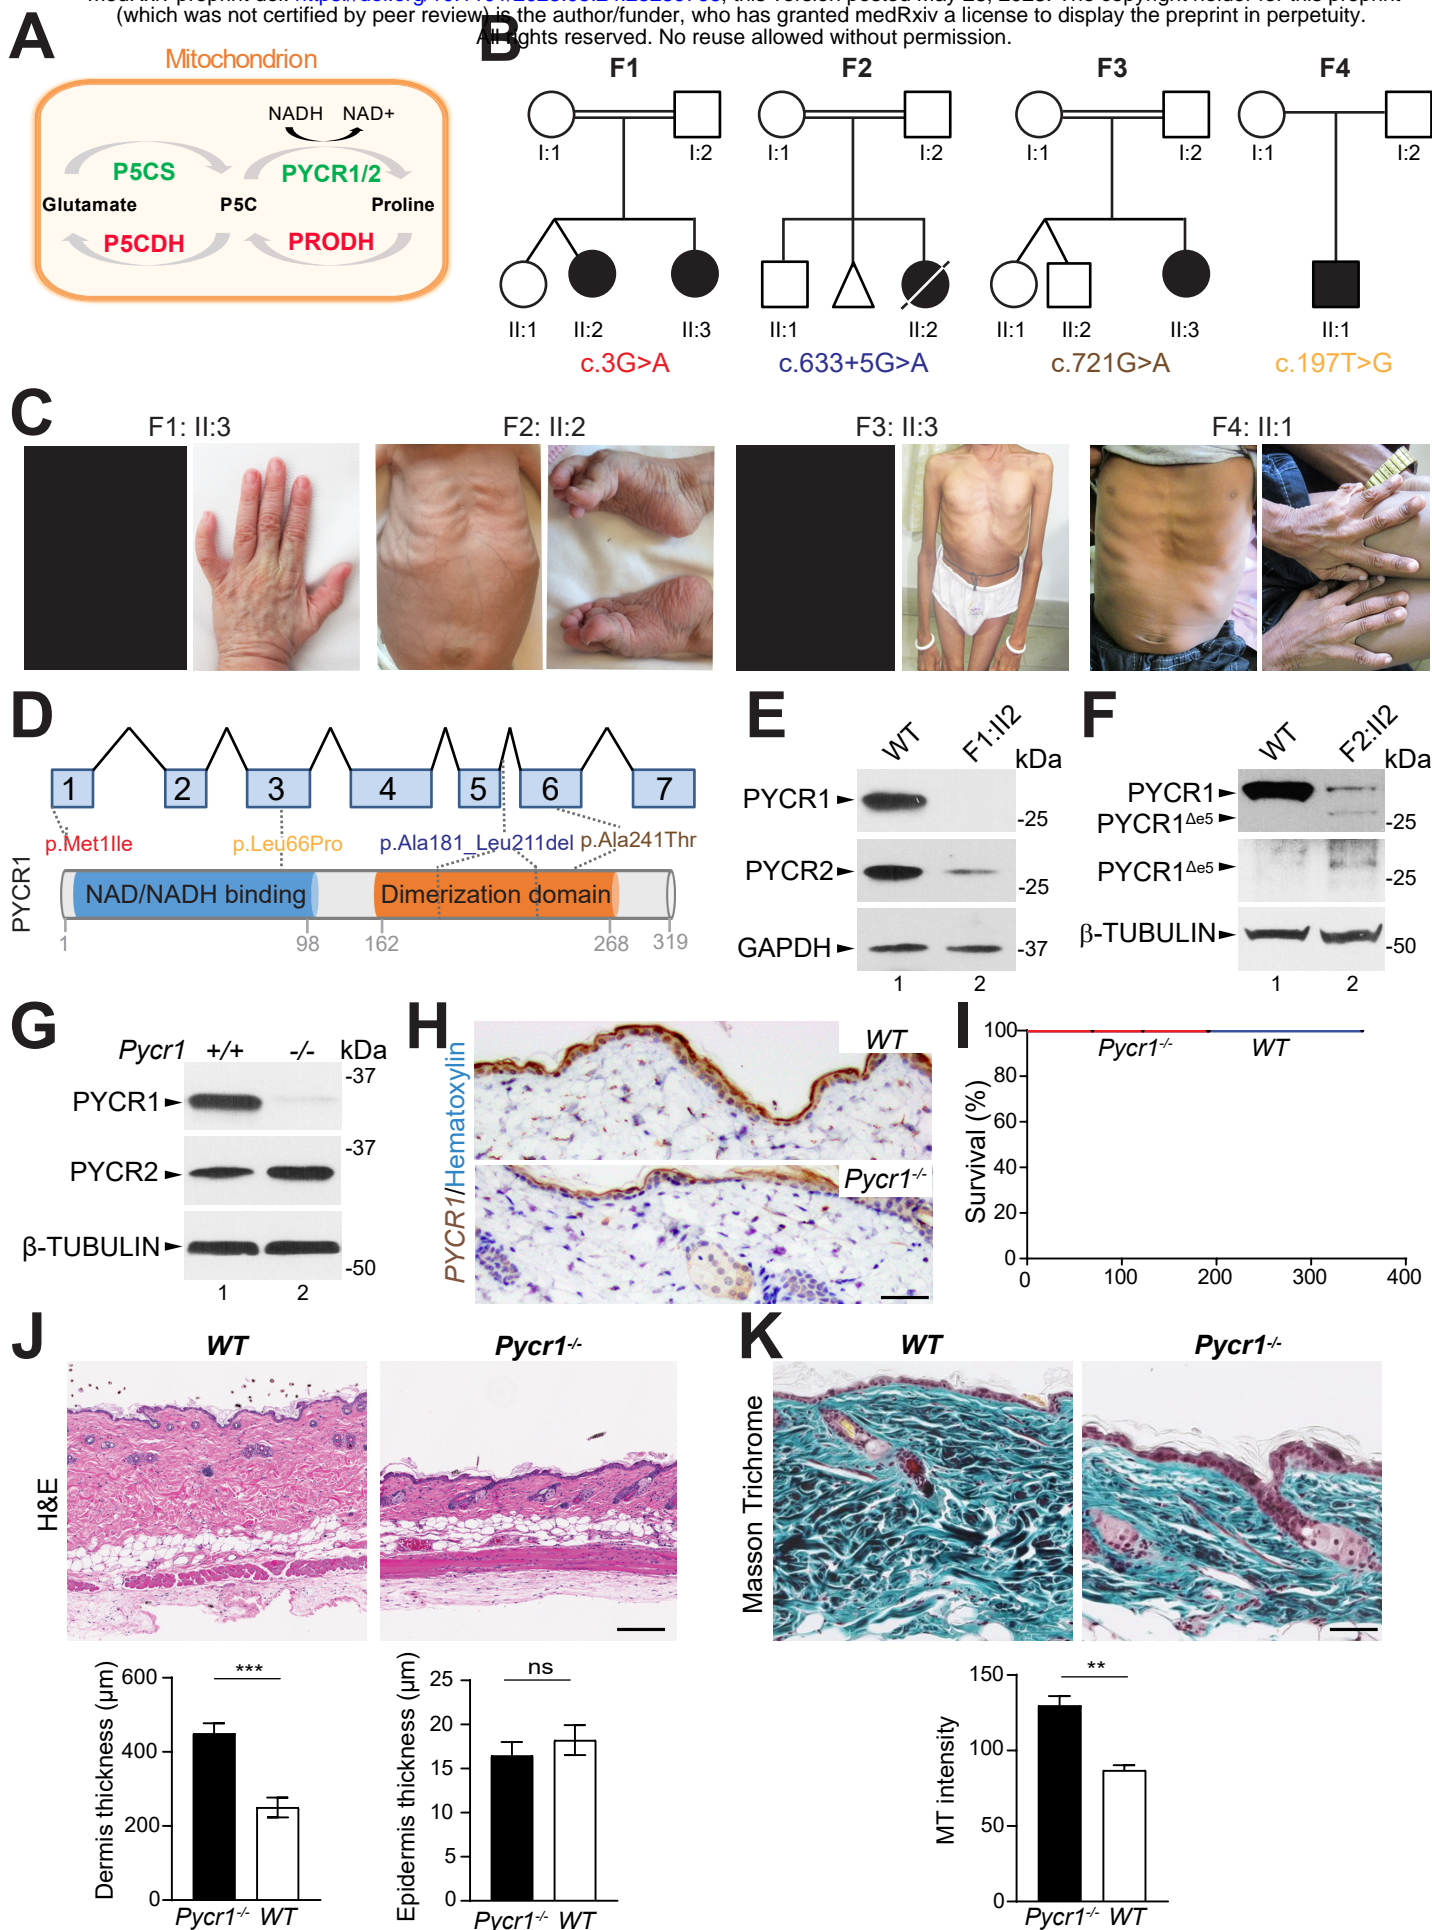 (which was not certified by peer review) is the author/funder, who has granted medRxiv a license to display the preprint in perpetuity.
All rights reserved. No reuse allowed without permission.
A
Mitochondrion
NADH NAD+
P5CS PYCR1/2
Glutamate P5C Proline
P5CDH PRODH
B
F1 F2 F3 F4
I:1 I:2 I:1 I:2 I:1 I:2 I:1 I:2
II:1 II:2 II:3 II:1 II:2 II:1 II:2 II:3 II:1
c.3G>A c.633+5G>A c.721G>A c.197T>G
C
F1: II:3 F2: II:2 F3: II:3 F4: II:1
D
1 2 3 4 5 6 7
p.Met1Ile p.Leu66Pro p.Ala181_Leu211del p.Ala241Thr
PYCR1
NAD/NADH binding Dimerization domain
1 98 162 268 319
E
WT F1:II2 kDa
PYCR1 -25
PYCR2 -25
GAPDH -37
1 2
F
WT F2:II2 kDa
PYCR1
PYCR1Δe5 -25
PYCR1Δe5 -25
β-TUBULIN -50
1 2
G
Pycr1 +/+ -/- kDa
-37
PYCR1
-37
PYCR2
β-TUBULIN
-50
1 2
H
PYCR1/Hematoxylin
WT
Pycr1-/-
I
Survival (%)
100
80
60
40
20
0
Pycr1-/- WT
0 100 200 300 400
J
WT Pycr1-/-
H&E
Dermis thickness (µm)
600
400
200
0
***
Pycr1-/- WT
Epidermis thickness (µm)
25
20
15
10
5
0
ns
Pycr1-/- WT
K
WT Pycr1-/-
Masson Trichrome
MT intensity
150
100
50
0
**
Pycr1-/- WT